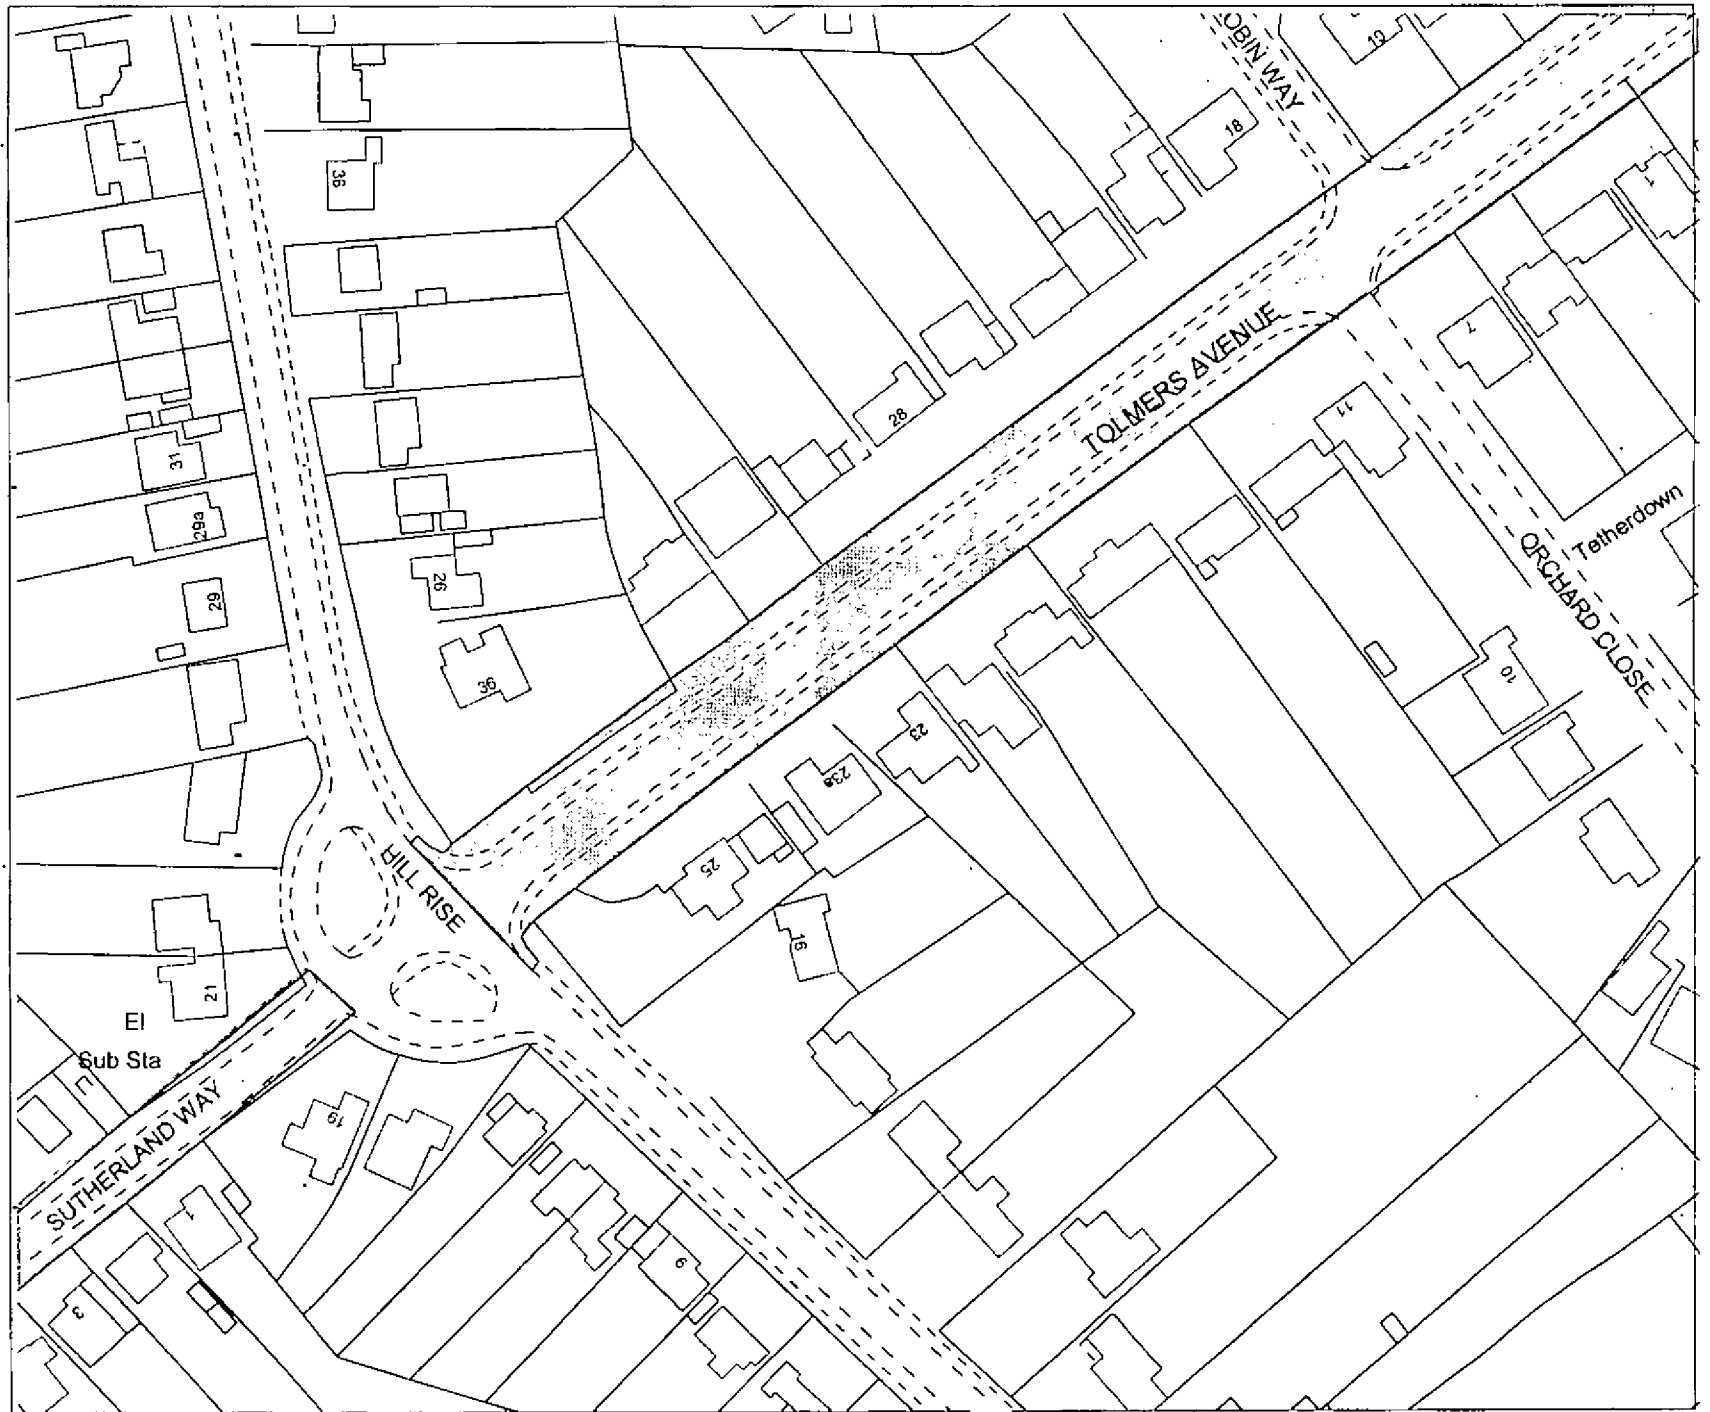 OBIN WAY
19
18
36
1
TOLMERS AVENUE
7
28
11
31
29a
Tetherdown
ORCHARD CLOSE
26
29
36
10
23
23a
HILL RISE
25
16
21
El
Sub Sta
SUTHERLAND WAY
19
1
9
3